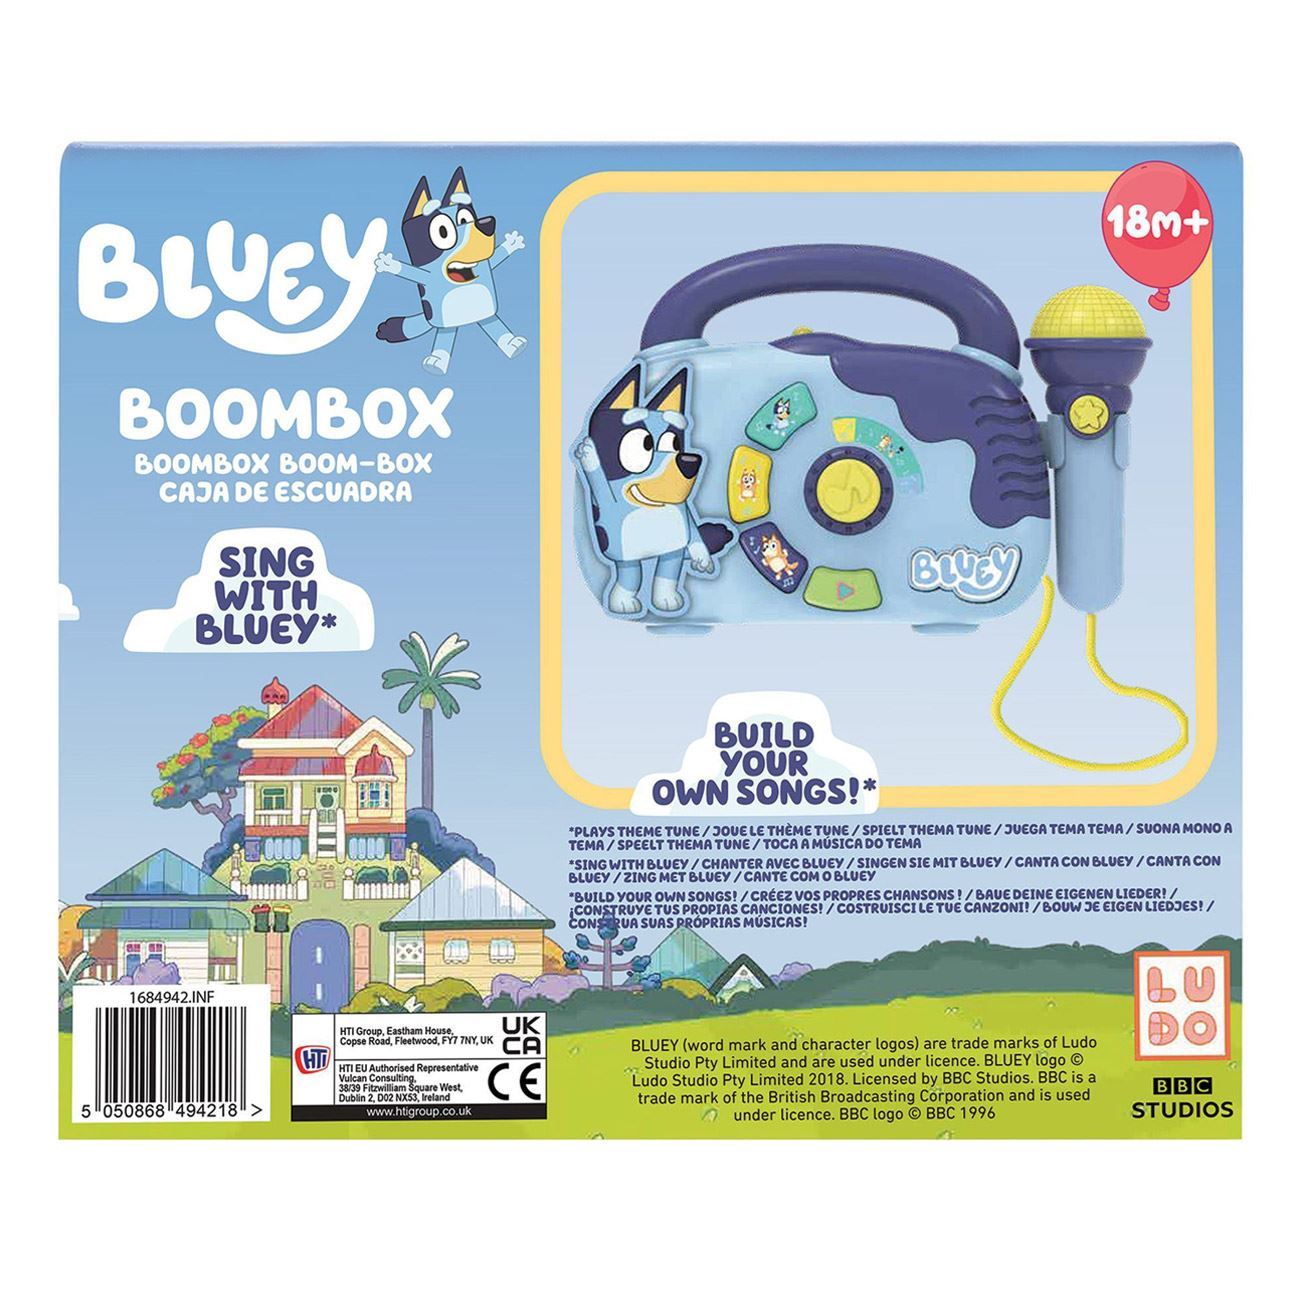 BLUEY
BOOMBOX
BOOMBOX BOOM-BOX
CAJA DE ESCUADRA
SING
WITH
BLUEY*
18M+
BLUEY
BUILD
YOUR
OWN SONGS!*
*PLAYS THEME TUNE / JOUE LE THÈME TUNE / SPIELT THEMA TUNE / JUEGA TEMA TEMA / SUONA MONO A
TEMA / SPEELT THEMA TUNE / TOCA A MÚSICA DO TEMA
*SING WITH BLUEY / CHANTER AVEC BLUEY / SINGEN SIE MIT BLUEY / CANTA CON BLUEY / CANTA CON
BLUEY / ZING MET BLUEY / CANTE COM O BLUEY
*BUILD YOUR OWN SONGS! / CRÉEZ VOS PROPRES CHANSONS ! / BAUE DEINE EIGENEN LIEDER! /
¡CONSTRUYE TUS PROPIAS CANCIONES! / COSTRUISCI LE TUE CANZONI! / BOUW JE EIGEN LIEDJES! /
CONSTRUA SUAS PRÓPRIAS MÚSICAS!
1684942.INF
5 050868 494218 >
HTI
HTI Group, Eastham House,
Copse Road, Fleetwood, FY7 7NY, UK
HTI EU Authorised Representative
Vulcan Consulting,
38/39 Fitzwilliam Square West,
Dublin 2, D02 NX53, Ireland
www.htigroup.co.uk
UK
CA
CE
BLUEY (word mark and character logos) are trade marks of Ludo
Studio Pty Limited and are used under licence. BLUEY logo ©
Ludo Studio Pty Limited 2018. Licensed by BBC Studios. BBC is a
trade mark of the British Broadcasting Corporation and is used
under licence. BBC logo © BBC 1996
LU
DO
BBC
STUDIOS